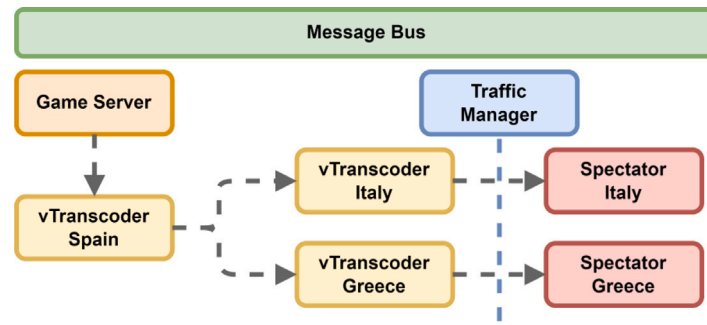 Message Bus
Game Server
Traffic
Manager
vTranscoder
Spain
vTranscoder
Italy
Spectator
Italy
vTranscoder
Greece
Spectator
Greece